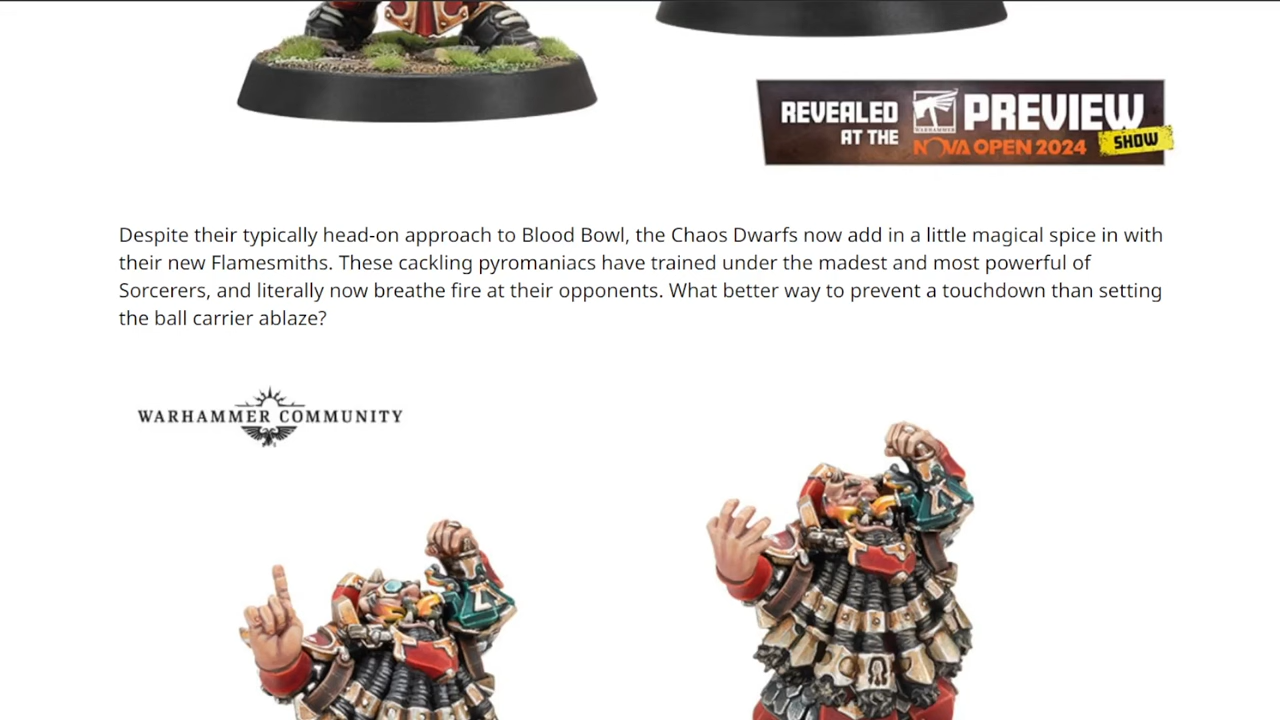 REVEALED
AT THE
WARHAMMER
PREVIEW
NOVA OPEN 2024
SHOW
Despite their typically head-on approach to Blood Bowl, the Chaos Dwarfs now add in a little magical spice in with
their new Flamesmiths. These cackling pyromaniacs have trained under the madest and most powerful of
Sorcerers, and literally now breathe fire at their opponents. What better way to prevent a touchdown than setting
the ball carrier ablaze?
WARHAMMER COMMUNITY